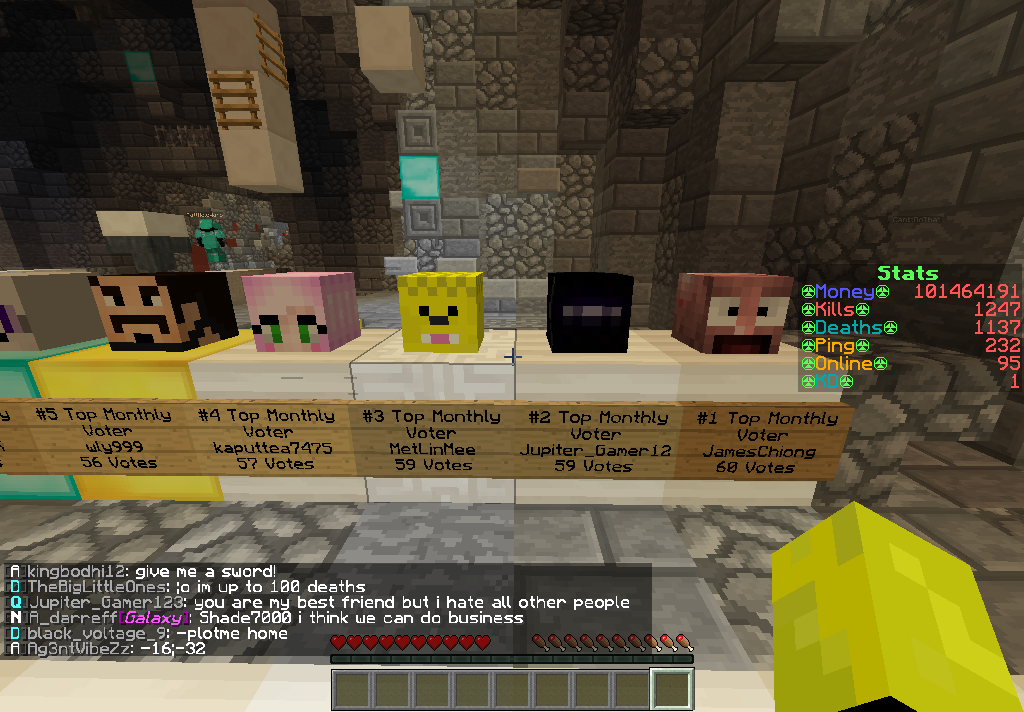 Stats
Money 101464191
Kills 1247
Deaths 1137
Ping 232
Online 95
KD 1
#5 Top Monthly
Voter
wly999
56 Votes
#4 Top Monthly
Voter
kaputtea7475
57 Votes
#3 Top Monthly
Voter
MetLinMee
59 Votes
#2 Top Monthly
Voter
Jupiter_Gamer12
59 Votes
#1 Top Monthly
Voter
JamesChiong
60 Votes
A kingbodhi12: give me a sword!
D TheBigLittleOnes: ;o im up to 100 deaths
Q Jupiter_Gamer123: you are my best friend but i hate all other people
N A_darreff[Galaxy]: Shade7000 i think we can do business
D black_voltage_9: -plotme home
A Ag3ntVibeZz: -16;-32